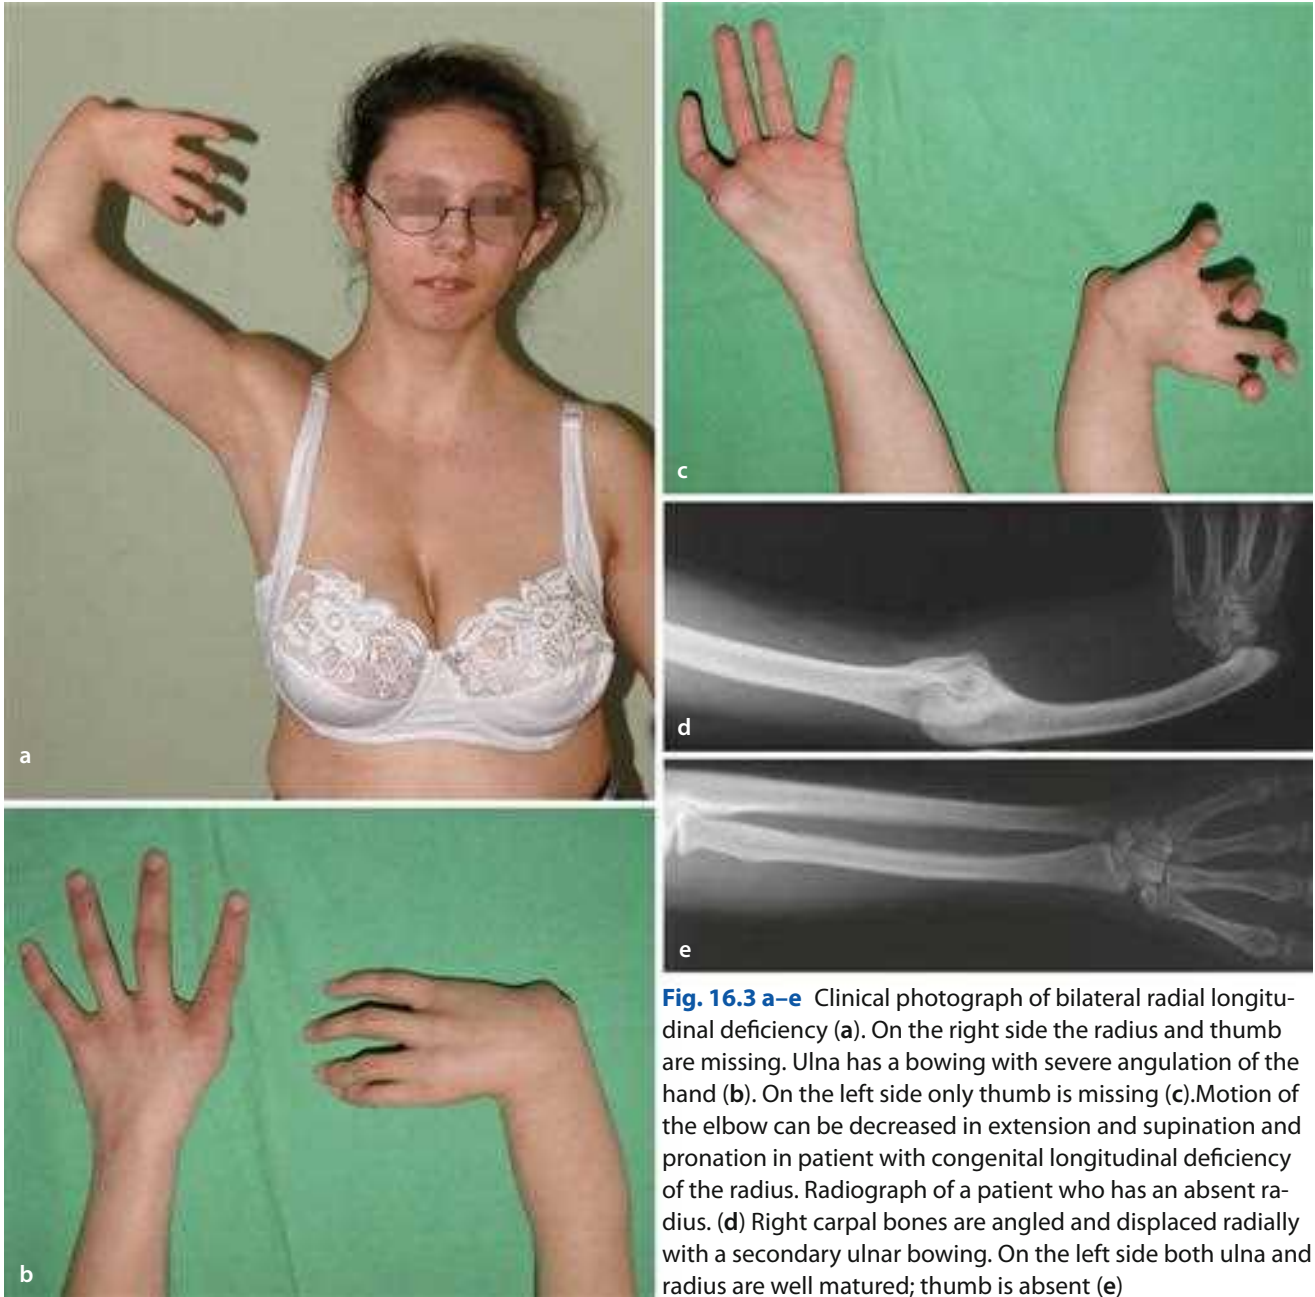 a
c
d
e
b
Fig. 16.3 a–e Clinical photograph of bilateral radial longitu-
dinal deficiency (a). On the right side the radius and thumb
are missing. Ulna has a bowing with severe angulation of the
hand (b). On the left side only thumb is missing (c).Motion of
the elbow can be decreased in extension and supination and
pronation in patient with congenital longitudinal deficiency
of the radius. Radiograph of a patient who has an absent ra-
dius. (d) Right carpal bones are angled and displaced radially
with a secondary ulnar bowing. On the left side both ulna and
radius are well matured; thumb is absent (e)